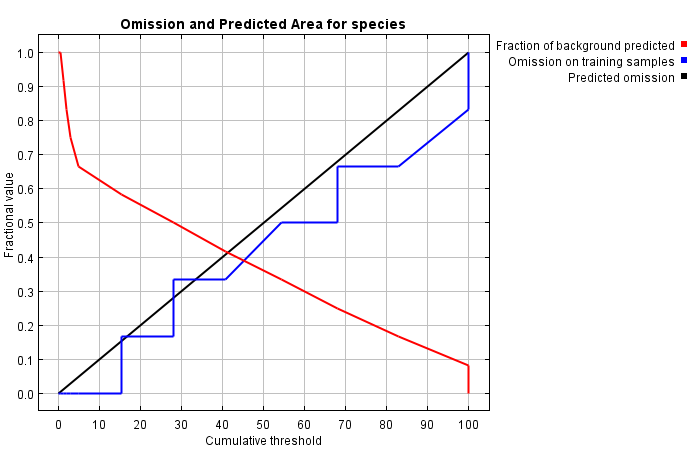 Omission and Predicted Area for species
Fraction of background predicted
Omission on training samples
Predicted omission
Fractional value
1.0
0.9
0.8
0.7
0.6
0.5
0.4
0.3
0.2
0.1
0.0
0 10 20 30 40 50 60 70 80 90 100
Cumulative threshold